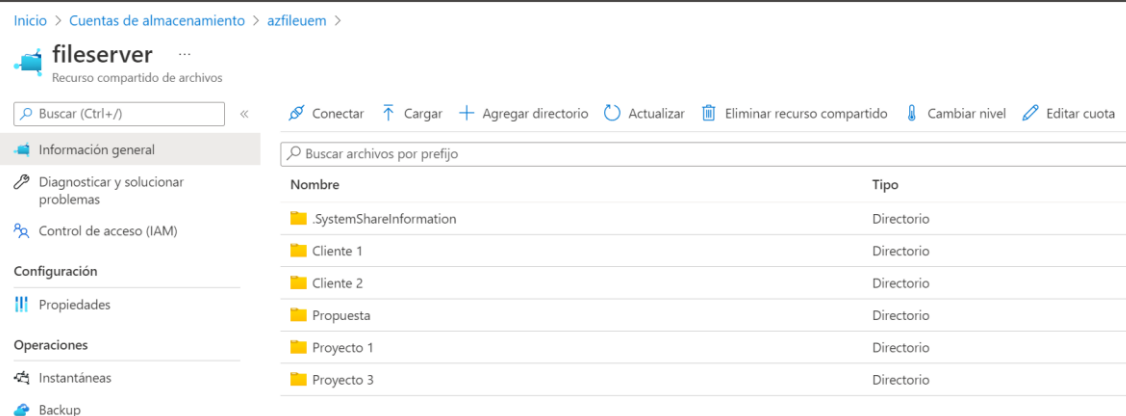 Inicio > Cuentas de almacenamiento > azfileuem >
fileserver ...
Recurso compartido de archivos
Buscar (Ctrl+/) «
Información general
Diagnosticar y solucionar
problemas
Control de acceso (IAM)
Configuración
Propiedades
Operaciones
Instantáneas
Backup
Conectar Cargar Agregar directorio Actualizar Eliminar recurso compartido Cambiar nivel Editar cuota
Buscar archivos por prefijo
Nombre Tipo
.SystemShareInformation Directorio
Cliente 1 Directorio
Cliente 2 Directorio
Propuesta Directorio
Proyecto 1 Directorio
Proyecto 3 Directorio